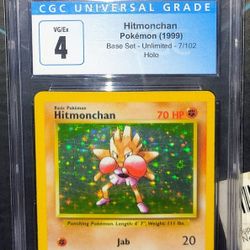 CGC UNIVERSAL GRADE
VG/Ex
4
Hitmonchan
Pokémon (1999)
Base Set - Unlimited - 7/102
Holo
Basic Pokémon
Hitmonchan
70 HP
Punching Pokémon. Length: 4' 7", Weight: 111 lbs.
Jab
20